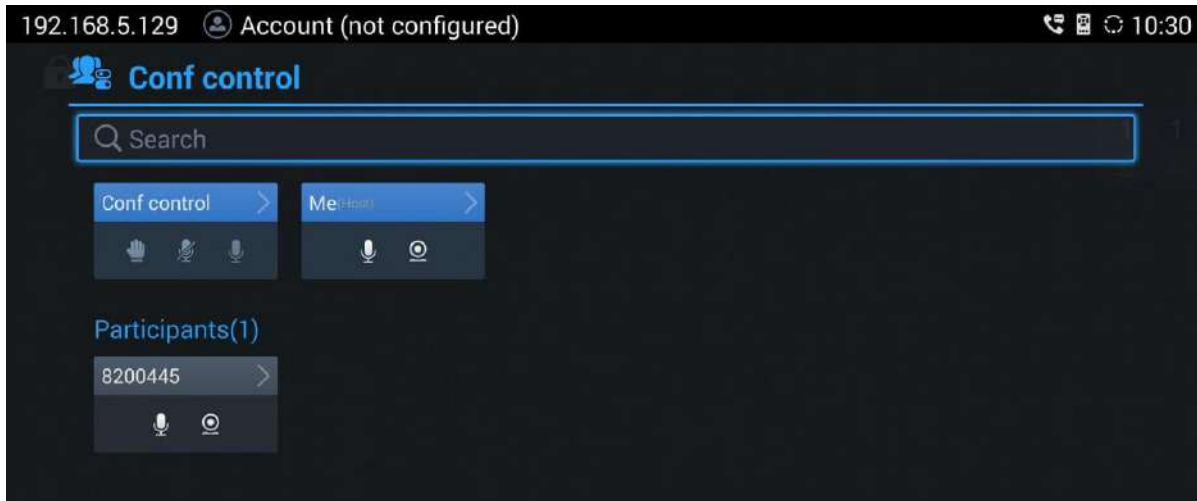 192.168.5.129 Account (not configured) 10:30
Conf control
Search
Conf control Me(Host)
Participants(1)
8200445